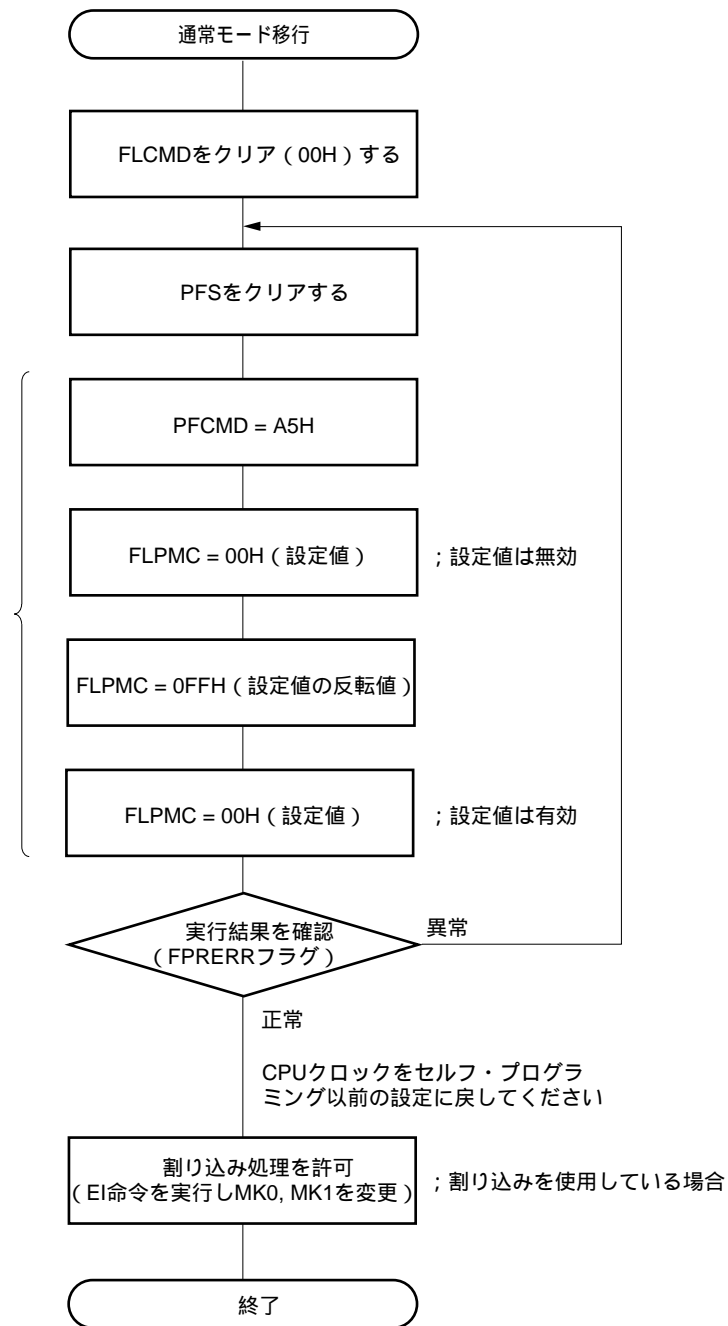 通常モード移行
FLCMDをクリア（00H）する
PFSをクリアする
PFCMD = A5H
FLPMC = 00H（設定値）
；設定値は無効
FLPMC = 0FFH（設定値の反転値）
FLPMC = 00H（設定値）
；設定値は有効
実行結果を確認
（FPRERRフラグ）
異常
正常
CPUクロックをセルフ・プログラ
ミング以前の設定に戻してください
割り込み処理を許可
（EI命令を実行しMK0, MK1を変更）
；割り込みを使用している場合
終了